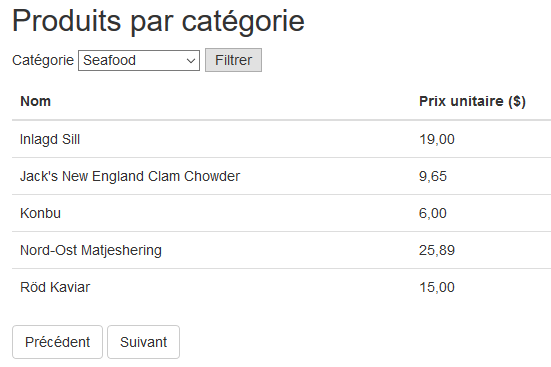 Produits par catégorie
Catégorie Seafood Filtrer
Nom Prix unitaire ($)
Inlagd Sill 19,00
Jack's New England Clam Chowder 9,65
Konbu 6,00
Nord-Ost Matjeshering 25,89
Röd Kaviar 15,00
Précédent Suivant